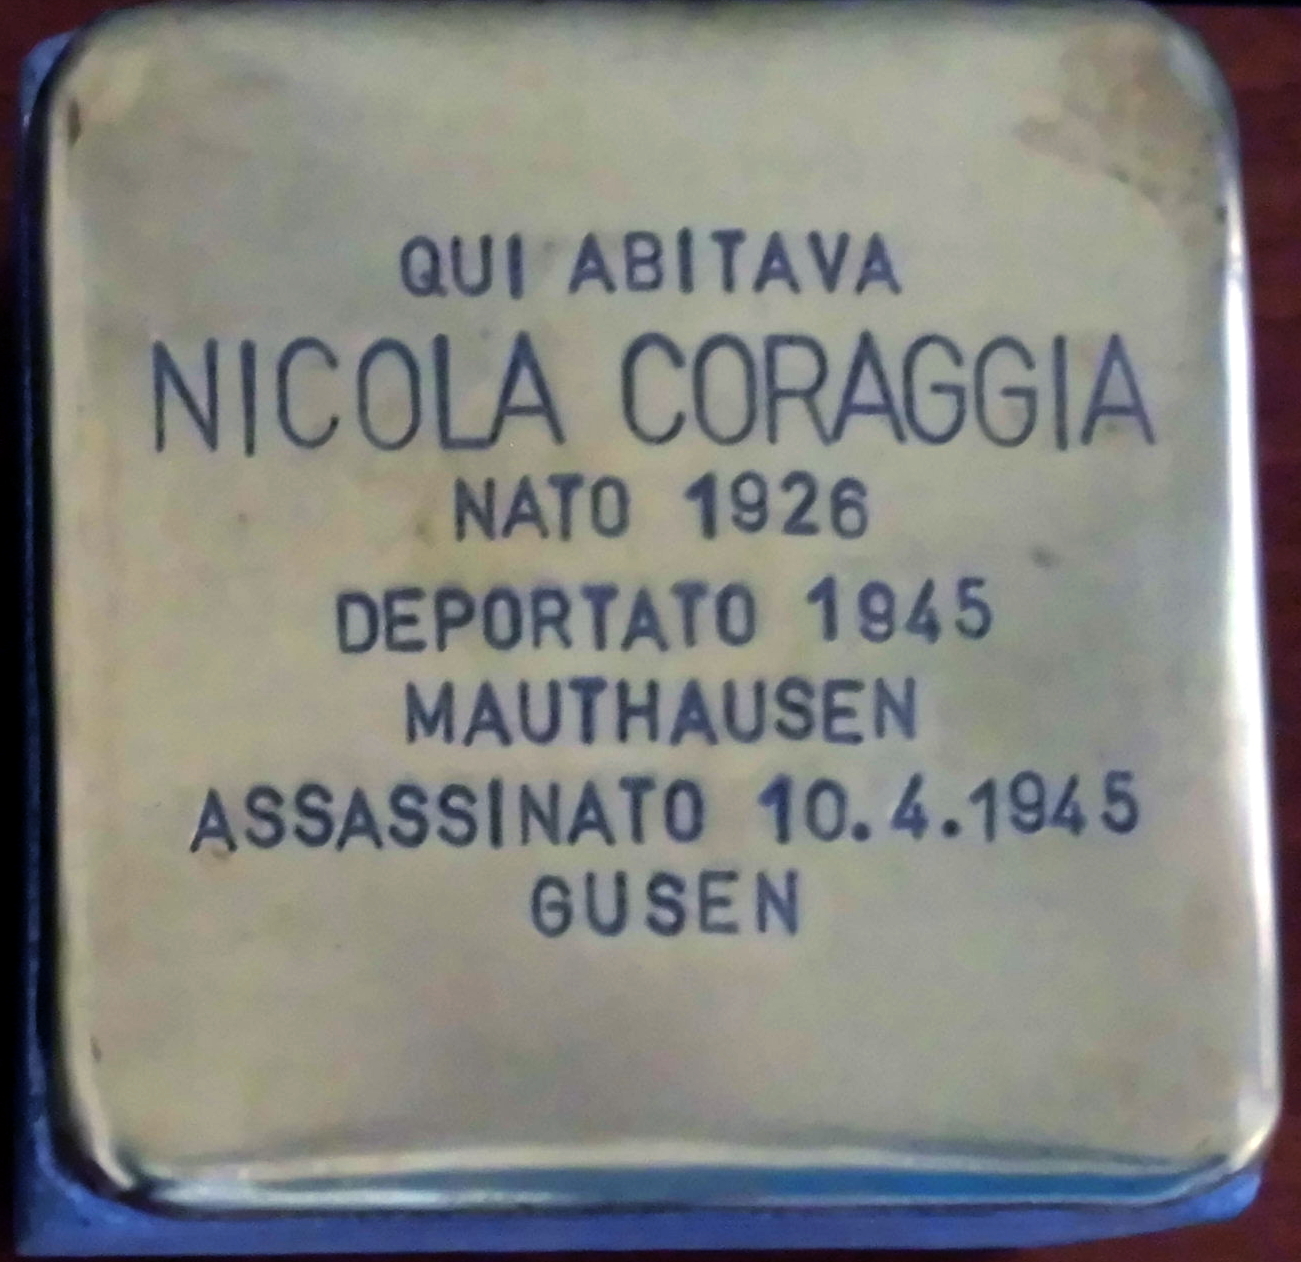 QUI ABITAVA
NICOLA CORAGGIA
NATO 1926
DEPORTATO 1945
MAUTHAUSEN
ASSASSINATO 10.4.1945
GUSEN